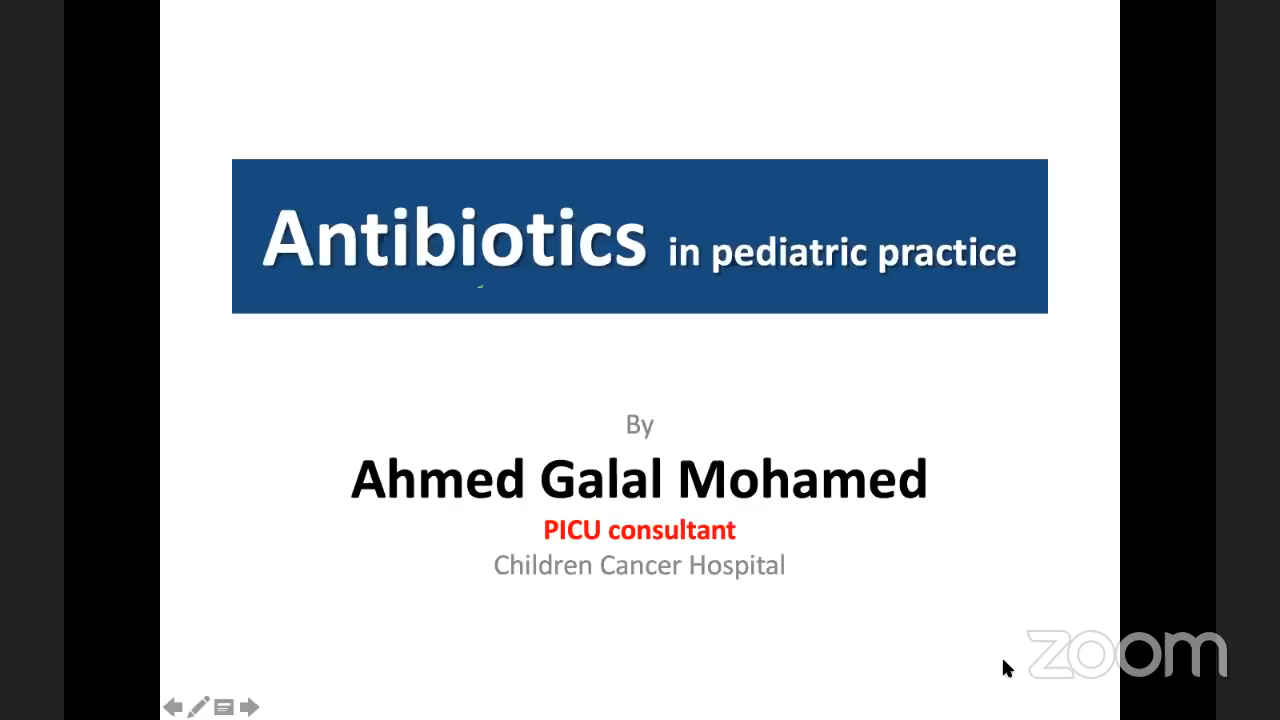 Antibiotics in pediatric practice
By
Ahmed Galal Mohamed
PICU consultant
Children Cancer Hospital
zoom